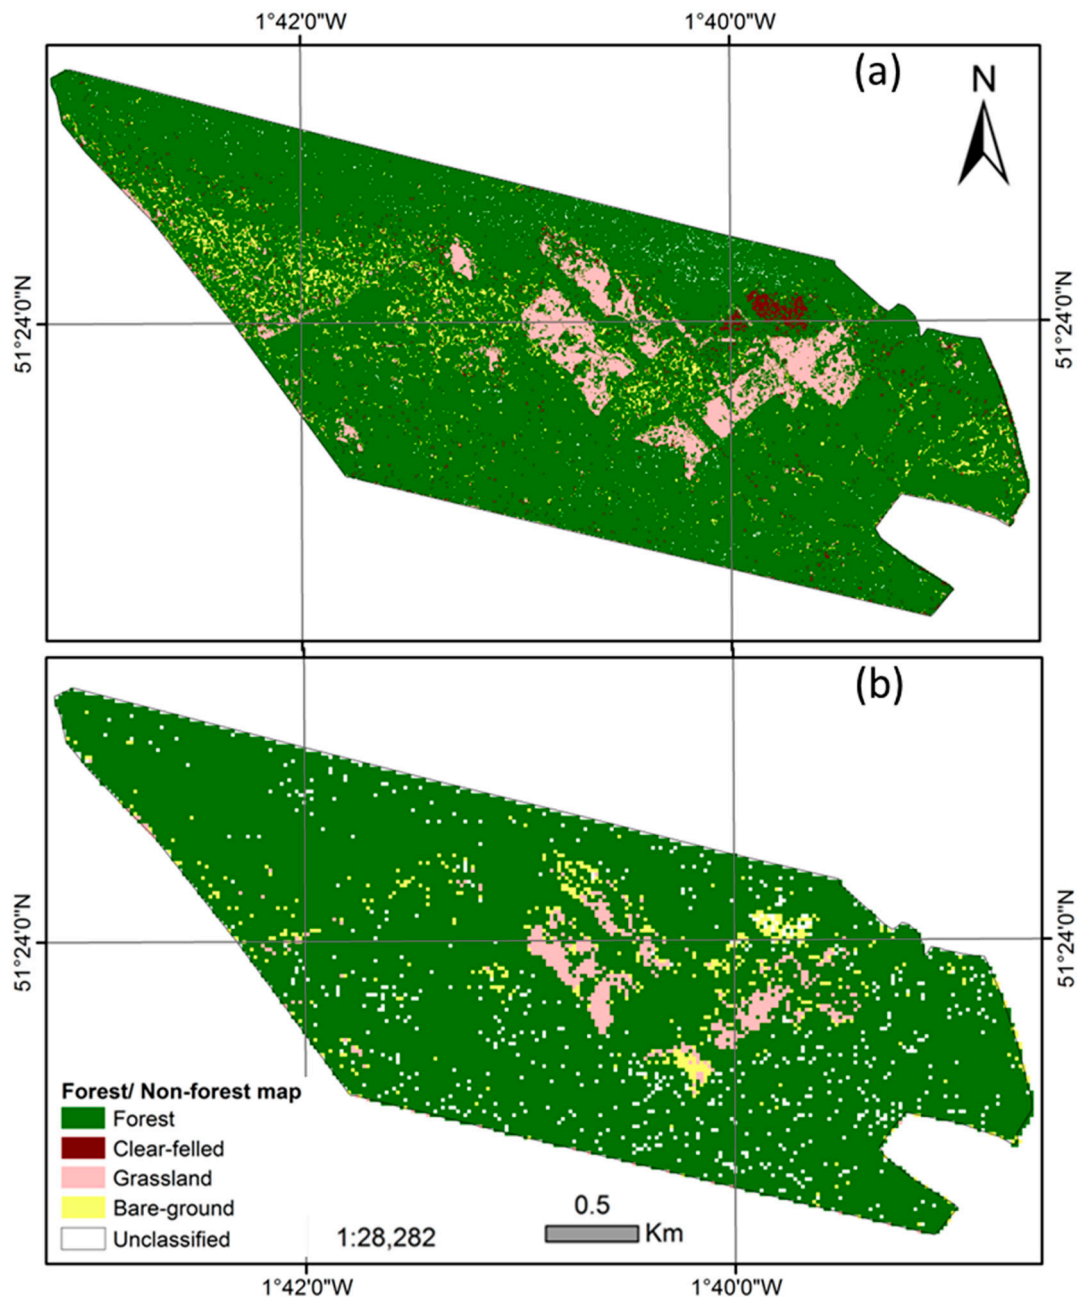 1°42'0"W
1°40'0"W
(a)
N
51°24'0"N
51°24'0"N
(b)
51°24'0"N
51°24'0"N
Forest/ Non-forest map
Forest
Clear-felled
Grassland
Bare-ground
Unclassified
1:28,282
0.5
Km
1°42'0"W
1°40'0"W